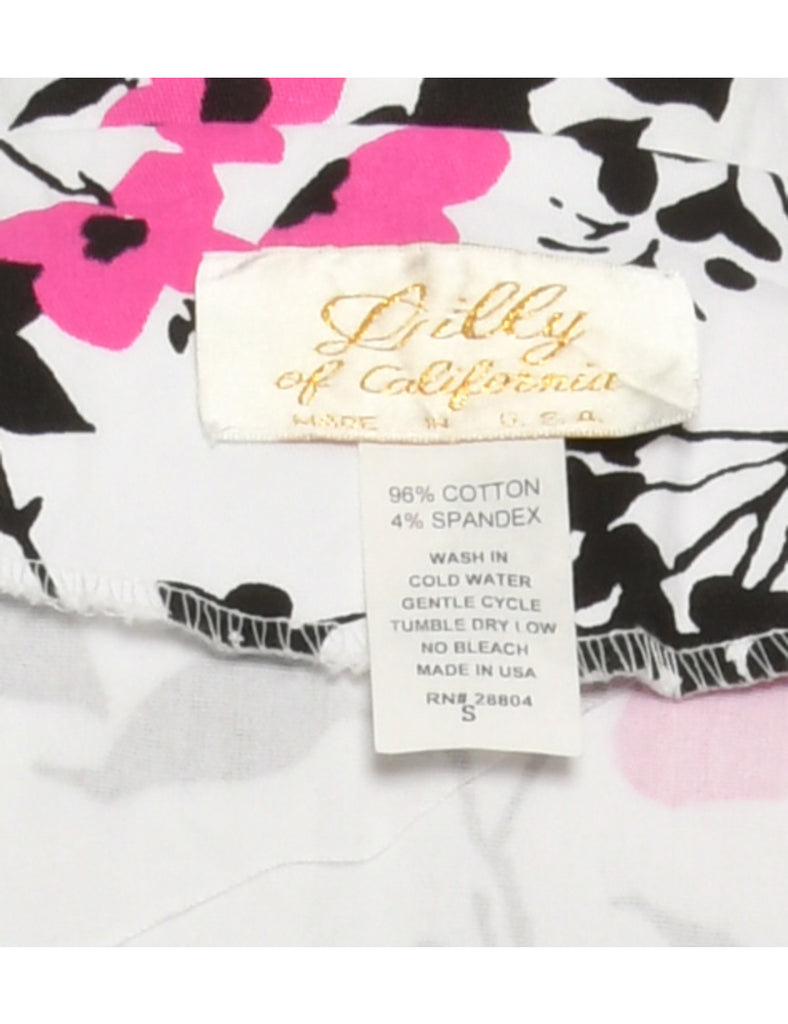 Lilly
of California
MADE IN U.S.A.
96% COTTON
4% SPANDEX
WASH IN
COLD WATER
GENTLE CYCLE
TUMBLE DRY LOW
NO BLEACH
MADE IN USA
RN# 28804
S